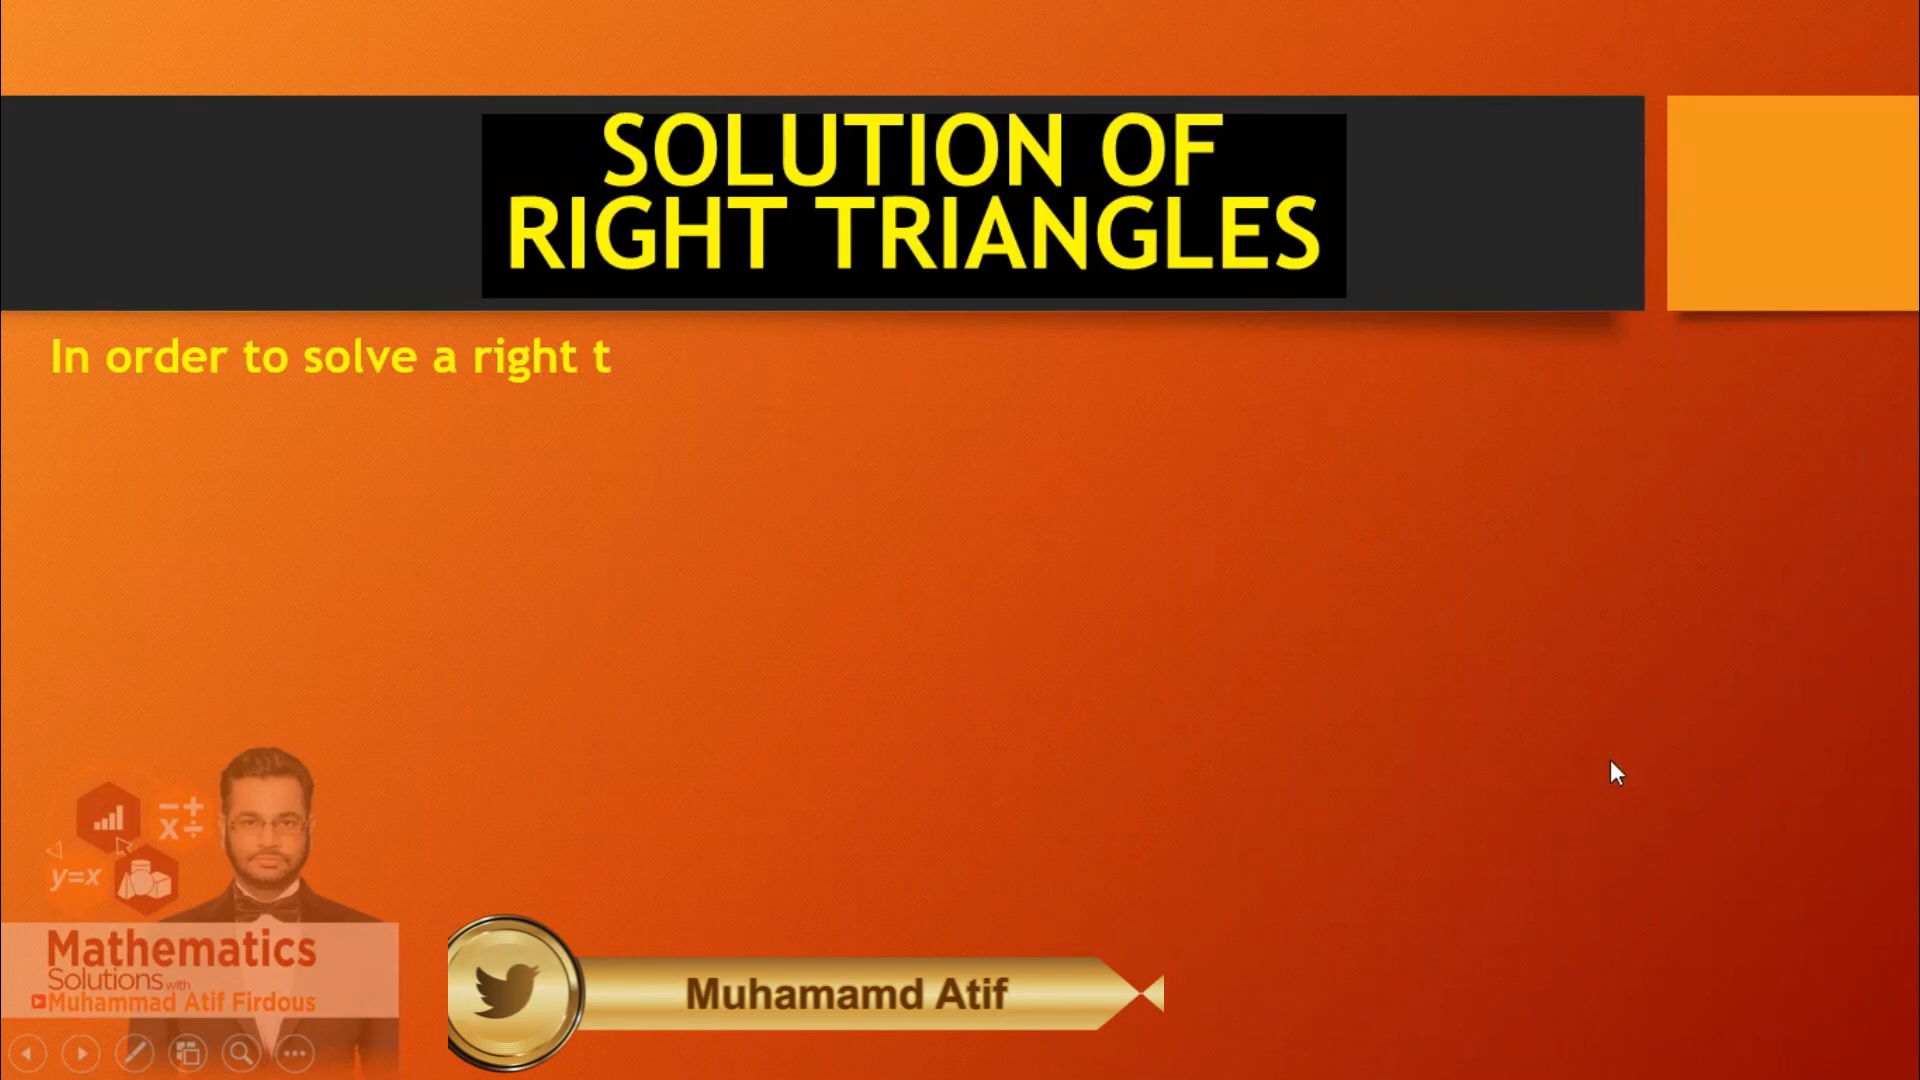 SOLUTION OF
RIGHT TRIANGLES
In order to solve a right t
y=x
Mathematics
Solutions with
Muhammad Atif Firdous
Muhamamd Atif